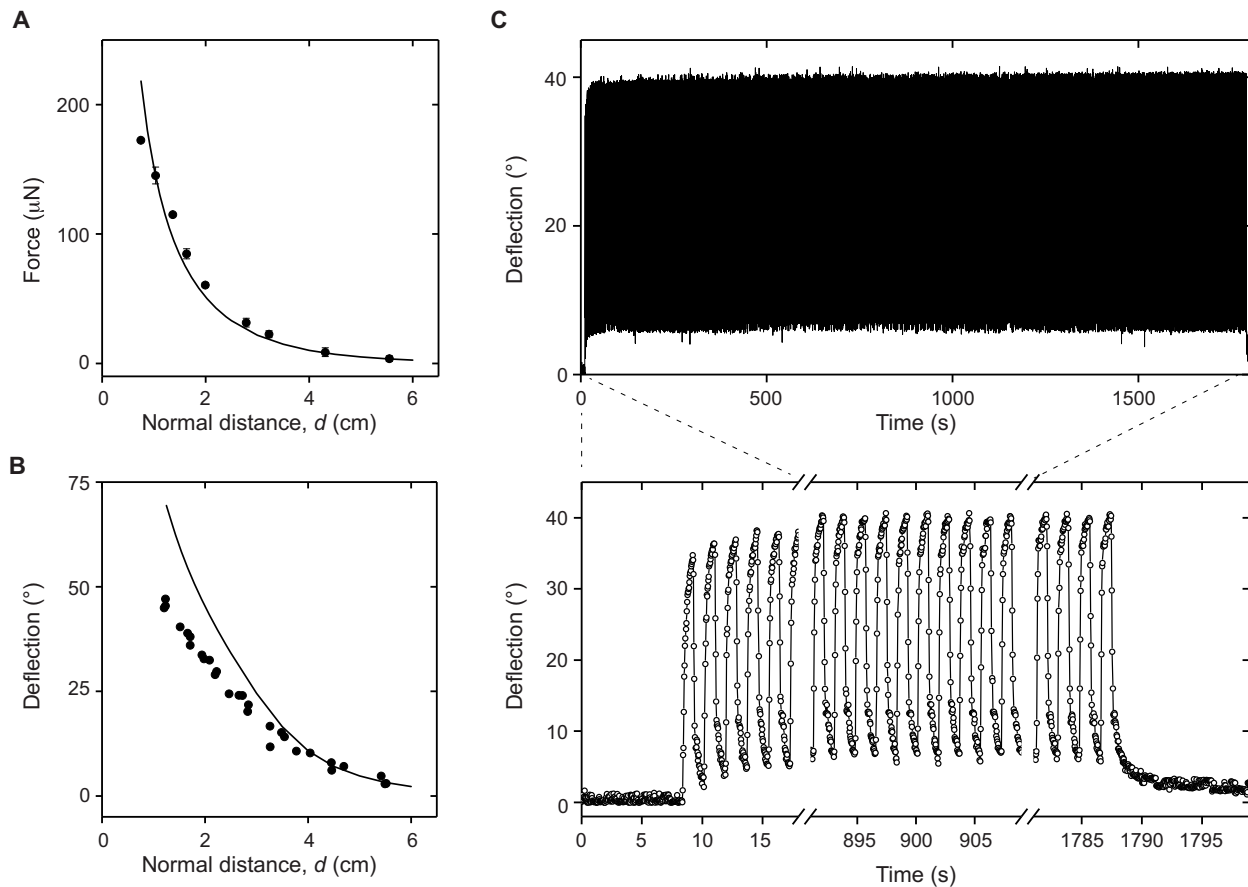 A
200
100
0
Force (μN)
0 2 4 6
Normal distance, d (cm)
B
75
50
25
0
Deflection (°)
0 2 4 6
Normal distance, d (cm)
C
40
20
0
Deflection (°)
0 500 1000 1500
Time (s)
40
30
20
10
0
Deflection (°)
0 10 15 895 900 905 1785 1790 1795
Time (s)